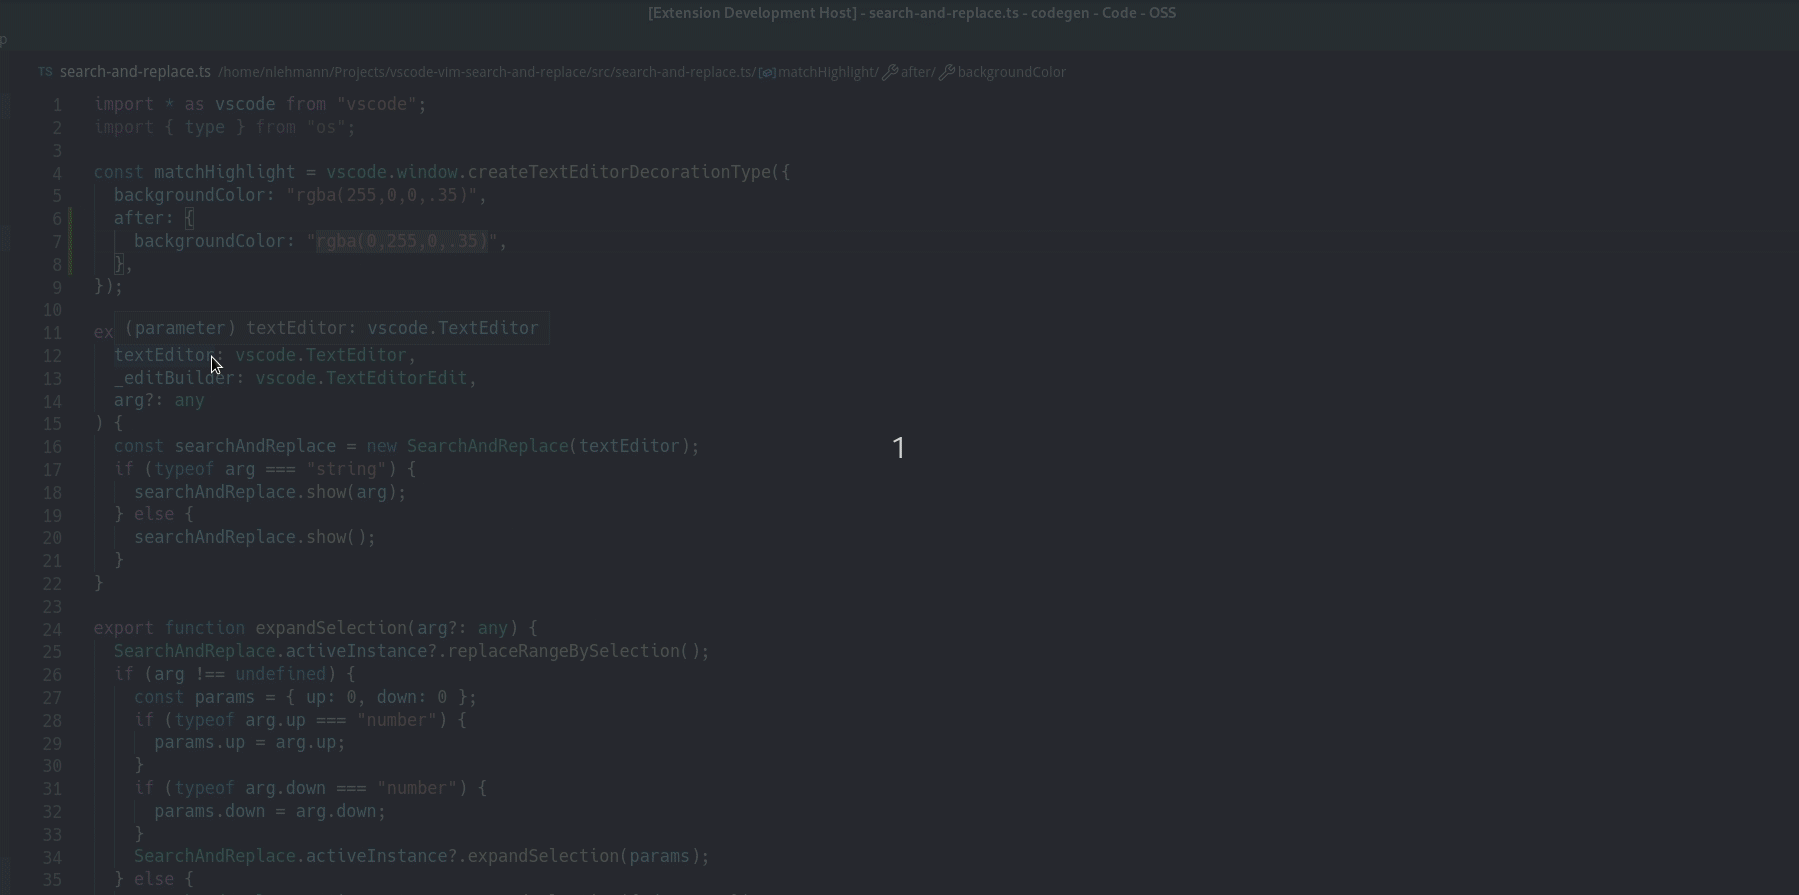 [Extension Development Host] - search-and-replace.ts - codegen - Code - OSS
p
TS search-and-replace.ts /home/nlehmann/Projects/vscode-vim-search-and-replace/src/search-and-replace.ts/matchHighlight/after/backgroundColor
1 import * as vscode from "vscode";
2 import { type } from "os";
3
4 const matchHighlight = vscode.window.createTextEditorDecorationType({
5 backgroundColor: "rgba(255,0,0,.35)",
6 after: {
7 backgroundColor: "rgba(0,255,0,.35)",
8 },
9 });
10
(parameter) textEditor: vscode.TextEditor
11 ex
12 textEditor: vscode.TextEditor,
13 _editBuilder: vscode.TextEditorEdit,
14 arg?: any
15 ) {
16 const searchAndReplace = new SearchAndReplace(textEditor);
1
17 if (typeof arg === "string") {
18 searchAndReplace.show(arg);
19 } else {
20 searchAndReplace.show();
21 }
22 }
23
24 export function expandSelection(arg?: any) {
25 SearchAndReplace.activeInstance?.replaceRangeBySelection();
26 if (arg !== undefined) {
27 const params = { up: 0, down: 0 };
28 if (typeof arg.up === "number") {
29 params.up = arg.up;
30 }
31 if (typeof arg.down === "number") {
32 params.down = arg.down;
33 }
34 SearchAndReplace.activeInstance?.expandSelection(params);
35 } else {